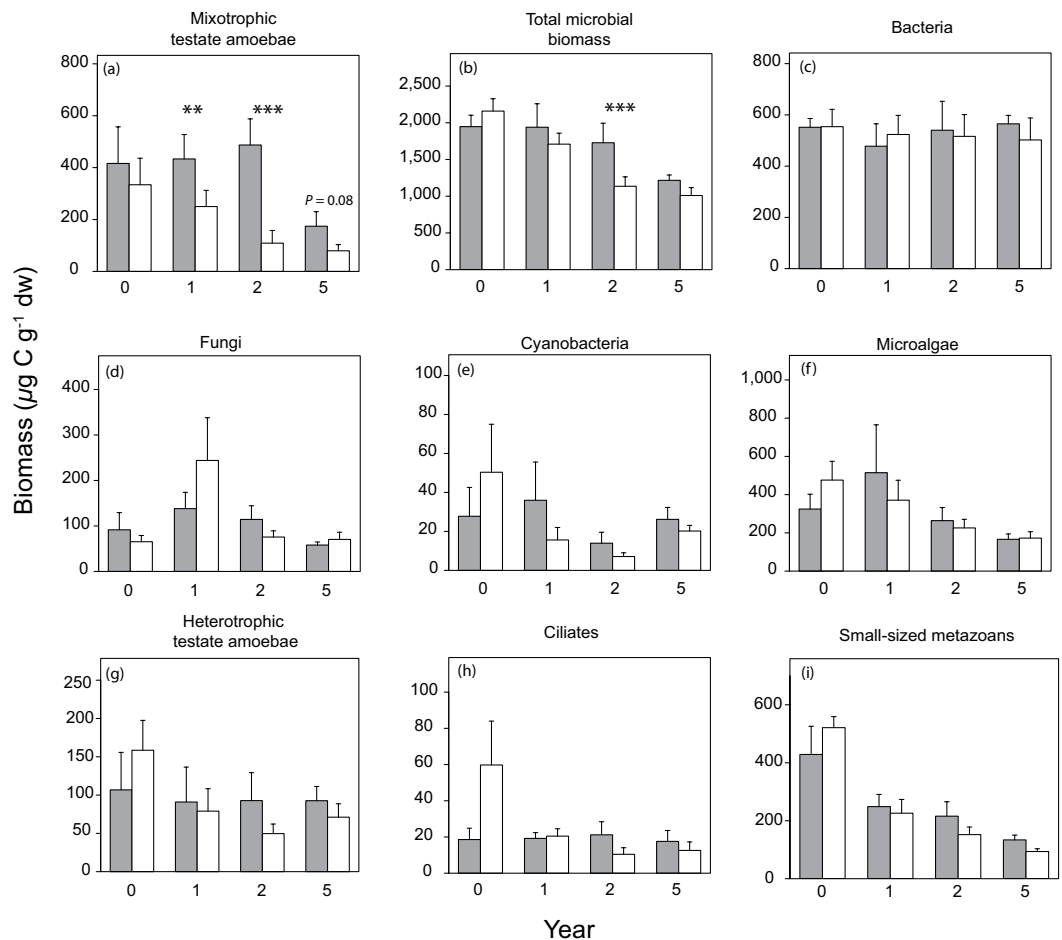 Mixotrophic
testate amoebae
Total microbial
biomass
Bacteria
(a)
800
600
400
200
0
**
***
P = 0.08
0 1 2 5
(b)
2,500
2,000
1,500
1,000
500
0
***
0 1 2 5
(c)
800
600
400
200
0
0 1 2 5
Biomass (µg C g-1 dw)
Fungi
Cyanobacteria
Microalgae
(d)
400
300
200
100
0
0 1 2 5
(e)
100
80
60
40
20
0
0 1 2 5
(f)
1,000
800
600
400
200
0
0 1 2 5
Heterotrophic
testate amoebae
Ciliates
Small-sized metazoans
(g)
250
200
150
100
50
0
0 1 2 5
(h)
100
80
60
40
20
0
0 1 2 5
(i)
600
400
200
0
0 1 2 5
Year